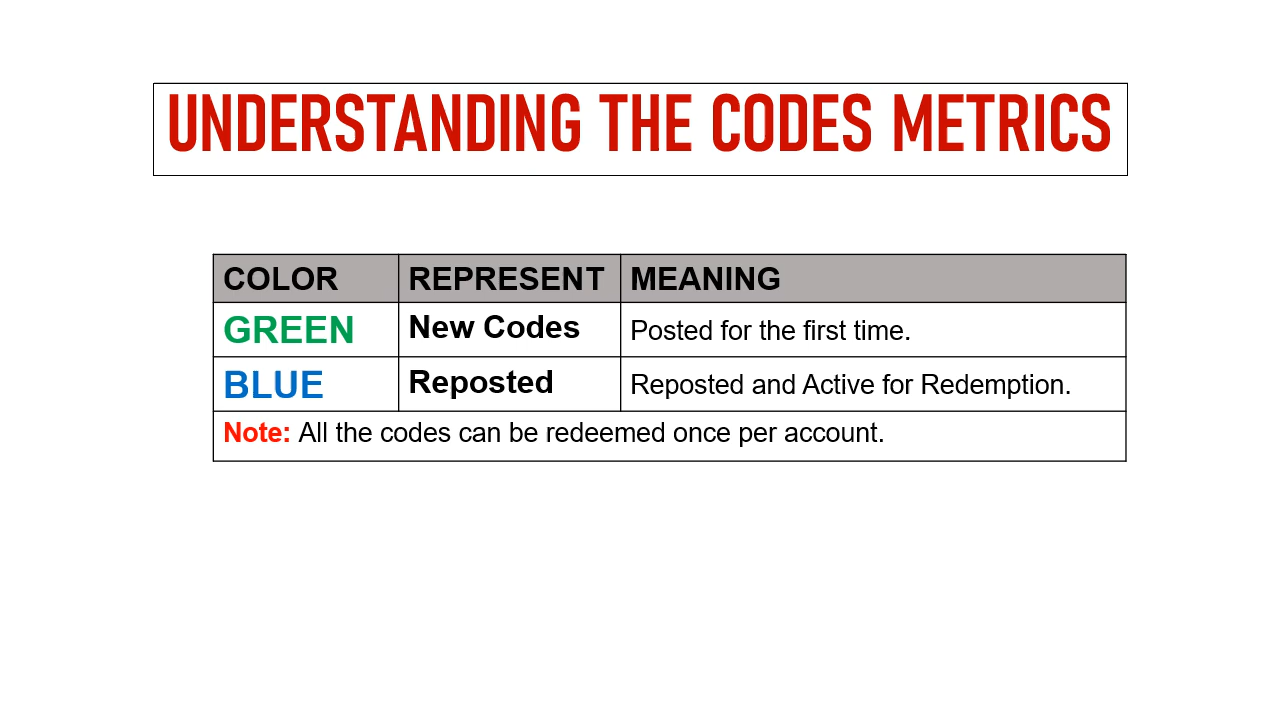 UNDERSTANDING THE CODES METRICS
COLOR REPRESENT MEANING
GREEN New Codes Posted for the first time.
BLUE Reposted Reposted and Active for Redemption.
Note: All the codes can be redeemed once per account.